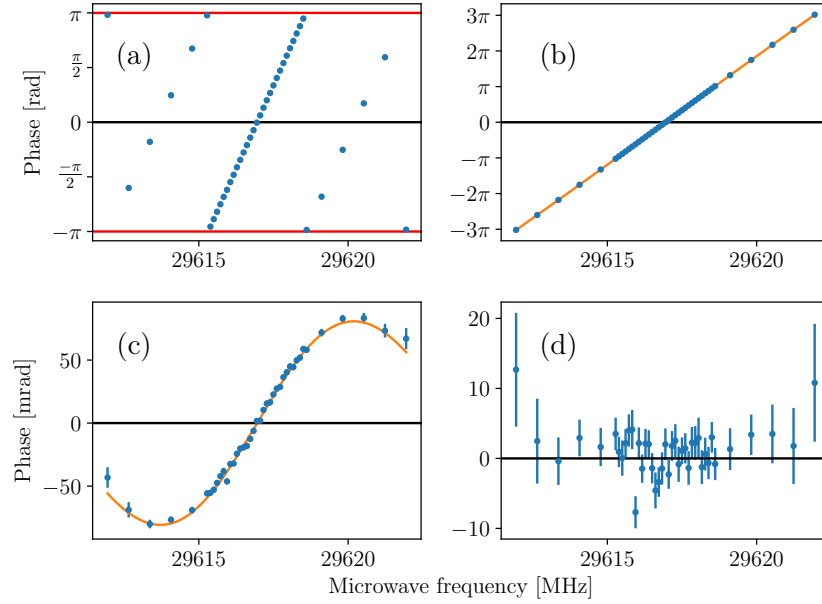 (a)
π
π/2
0
−π/2
−π
Phase [rad]
29615 29620
(b)
3π
2π
π
0
−π
−2π
−3π
29615 29620
(c)
50
0
−50
Phase [mrad]
29615 29620
(d)
20
10
0
−10
29615 29620
Microwave frequency [MHz]